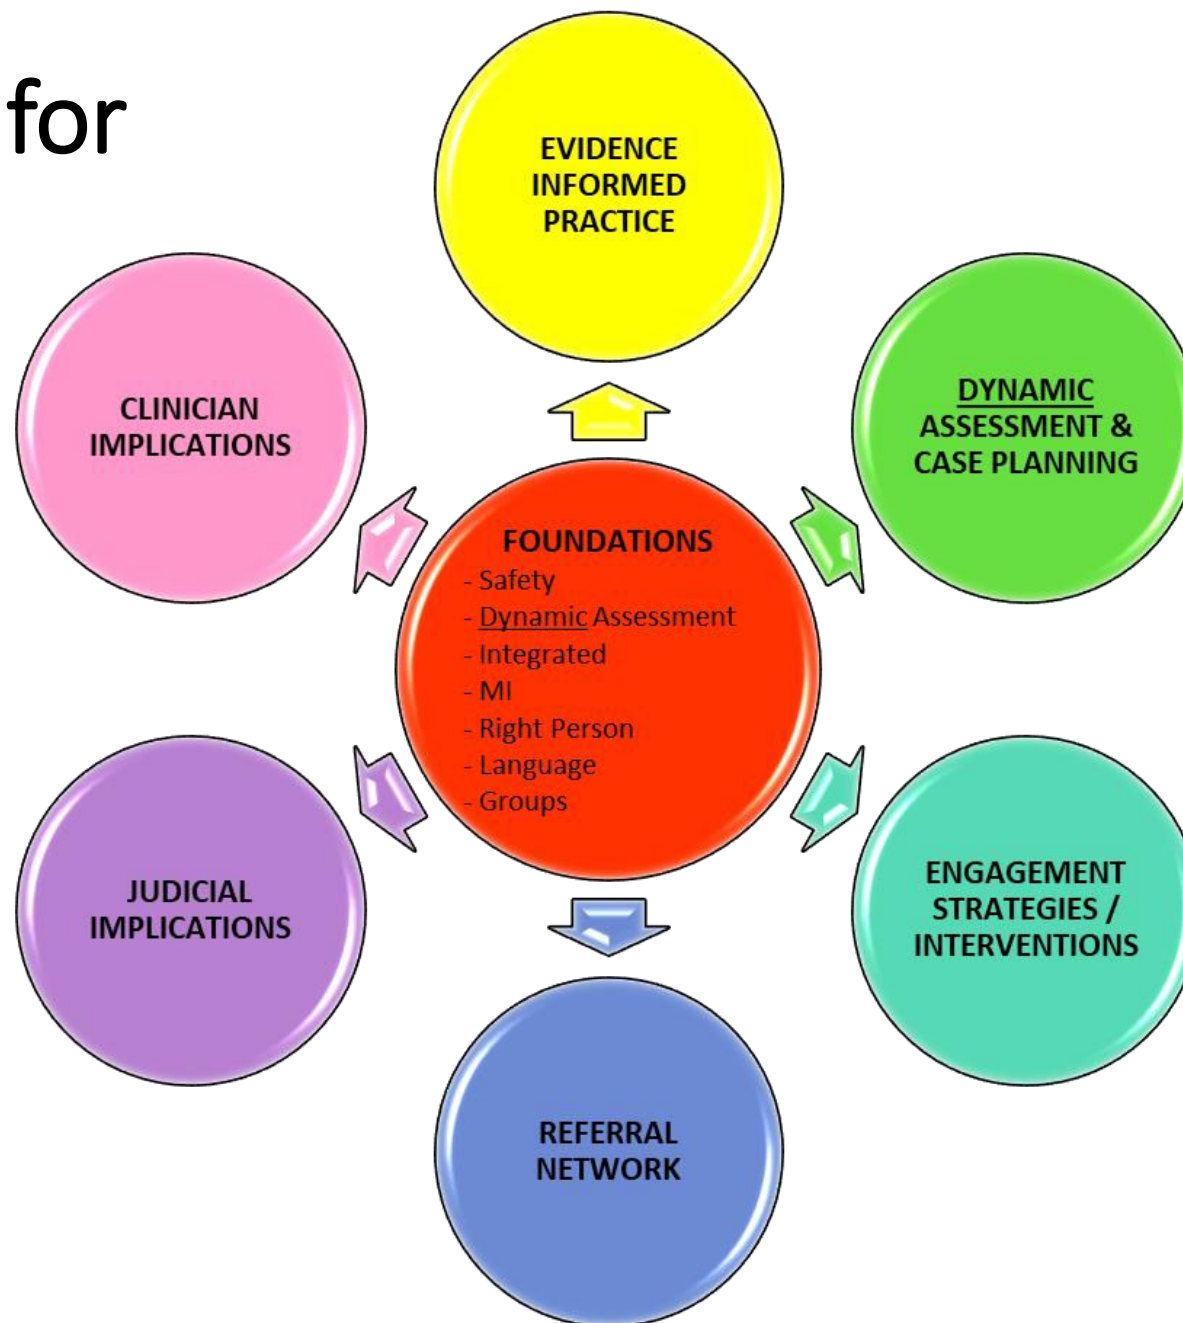 for
EVIDENCE
INFORMED
PRACTICE
DYNAMIC
ASSESSMENT &
CASE PLANNING
CLINICIAN
IMPLICATIONS
FOUNDATIONS
- Safety
- Dynamic Assessment
- Integrated
- MI
- Right Person
- Language
- Groups
ENGAGEMENT
STRATEGIES /
INTERVENTIONS
JUDICIAL
IMPLICATIONS
REFERRAL
NETWORK